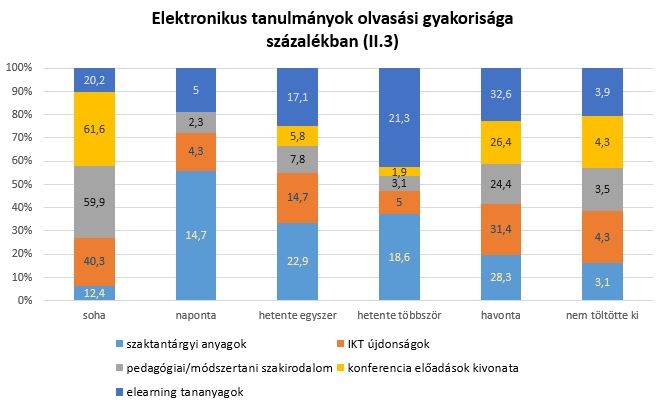 Elektronikus tanulmányok olvasási gyakorisága
százalékban (II.3)
100%
90%
80%
70%
60%
50%
40%
30%
20%
10%
0%
20,2 5 17,1 21,3 32,6 3,9
61,6 5,8 1,9 26,4 4,3
59,9 2,3 7,8 3,1 24,4 3,5
40,3 4,3 14,7 5 31,4 4,3
12,4 14,7 22,9 18,6 28,3 3,1
soha naponta hetente egyszer hetente többször havonta nem töltötte ki
szaktantárgyi anyagok IKT újdonságok
pedagógiai/módszertani szakirodalom konferencia előadások kivonata
elearning tananyagok